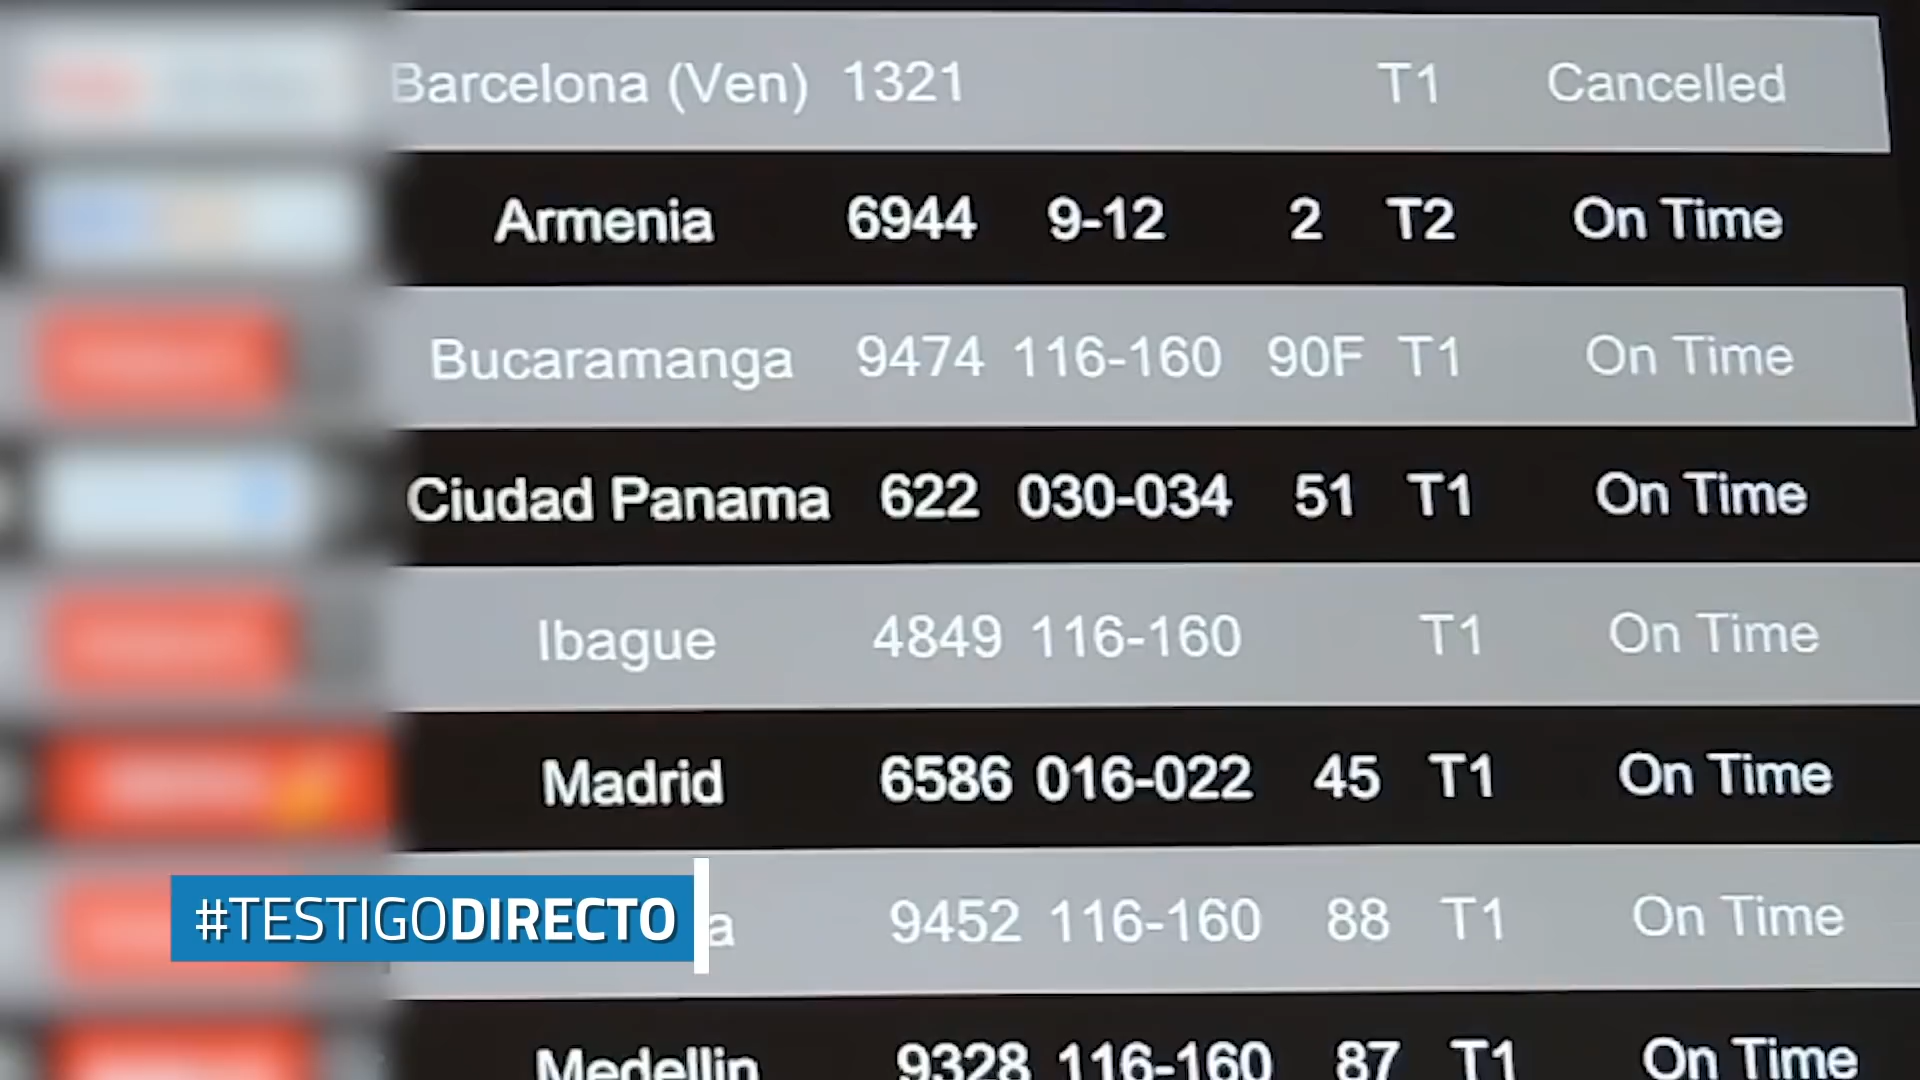 Barcelona (Ven) 1321 T1 Cancelled
Armenia 6944 9-12 2 T2 On Time
Bucaramanga 9474 116-160 90F T1 On Time
Ciudad Panama 622 030-034 51 T1 On Time
Ibague 4849 116-160 T1 On Time
Madrid 6586 016-022 45 T1 On Time
#TESTIGODIRECTO
9452 116-160 88 T1 On Time
Medellin 9328 116-160 87 T1 On Time